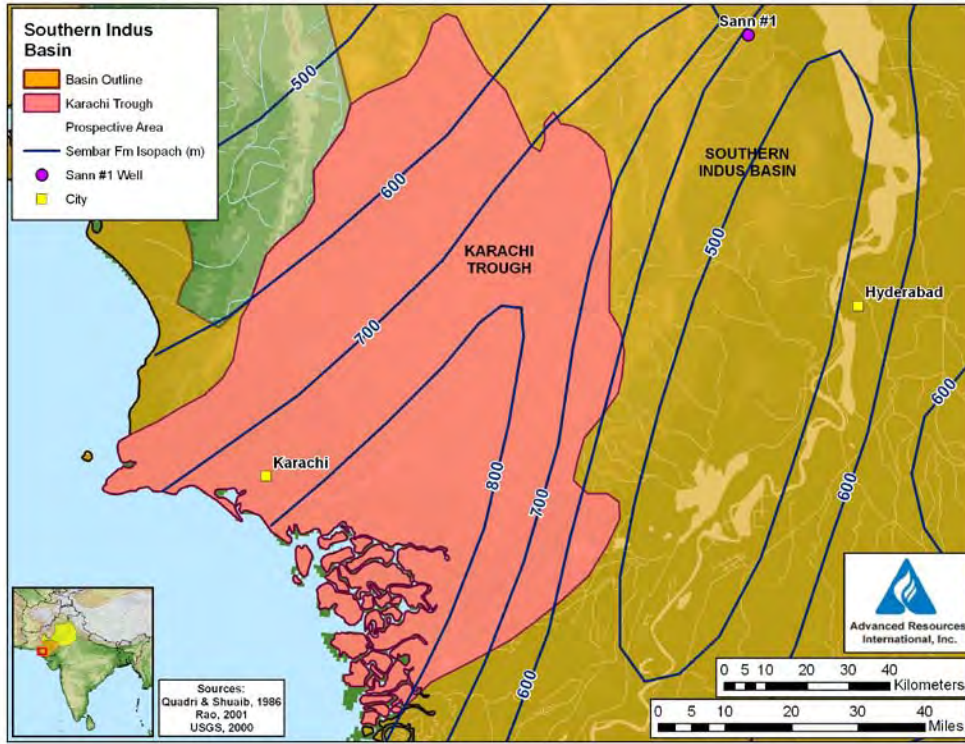 Southern Indus
Basin
Basin Outline
Karachi Trough
Prospective Area
Sembar Fm Isopach (m)
Sann #1 Well
City
Sann #1
500
600
SOUTHERN
INDUS BASIN
KARACHI
TROUGH
500
Hyderabad
700
600
Karachi
800
700
600
600
Advanced Resources
International, Inc.
Sources:
Quadri & Shuaib, 1986
Rao, 2001
USGS, 2000
0 5 10 20 30 40
Kilometers
0 5 10 20 30 40
Miles